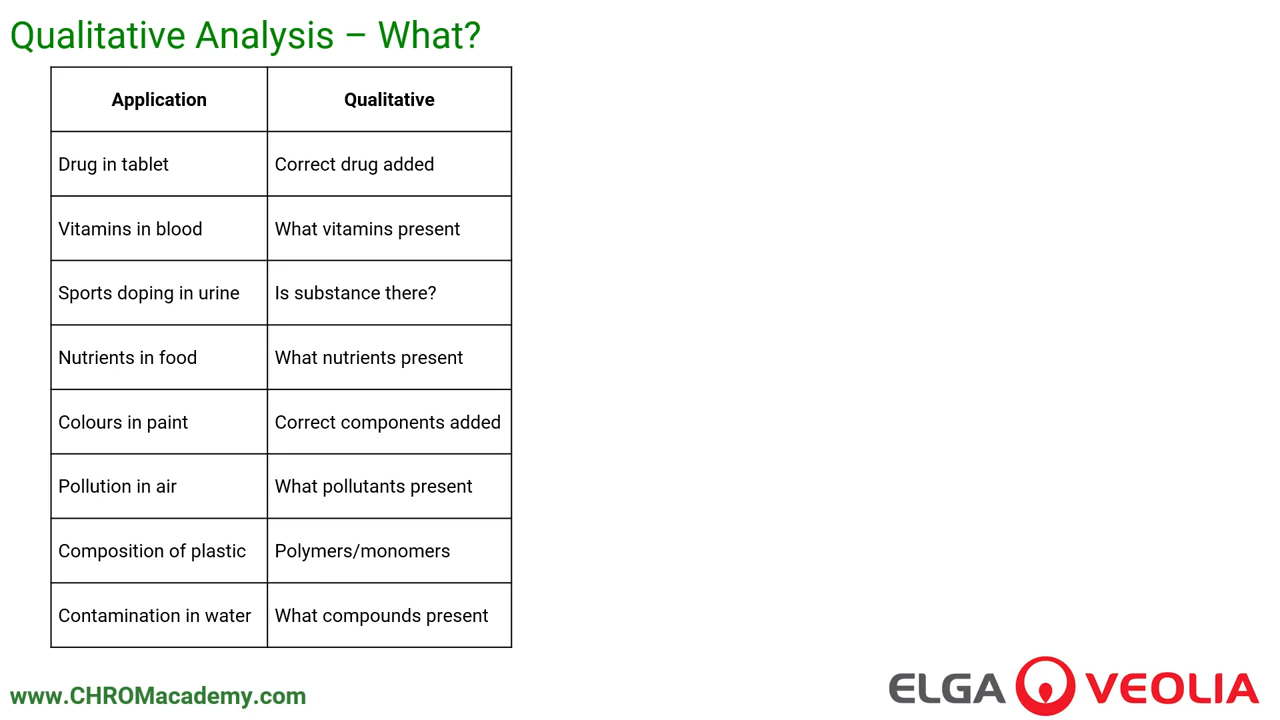 Qualitative Analysis – What?
Application Qualitative
Drug in tablet Correct drug added
Vitamins in blood What vitamins present
Sports doping in urine Is substance there?
Nutrients in food What nutrients present
Colours in paint Correct components added
Pollution in air What pollutants present
Composition of plastic Polymers/monomers
Contamination in water What compounds present
www.CHROMacademy.com
ELGA VEOLIA